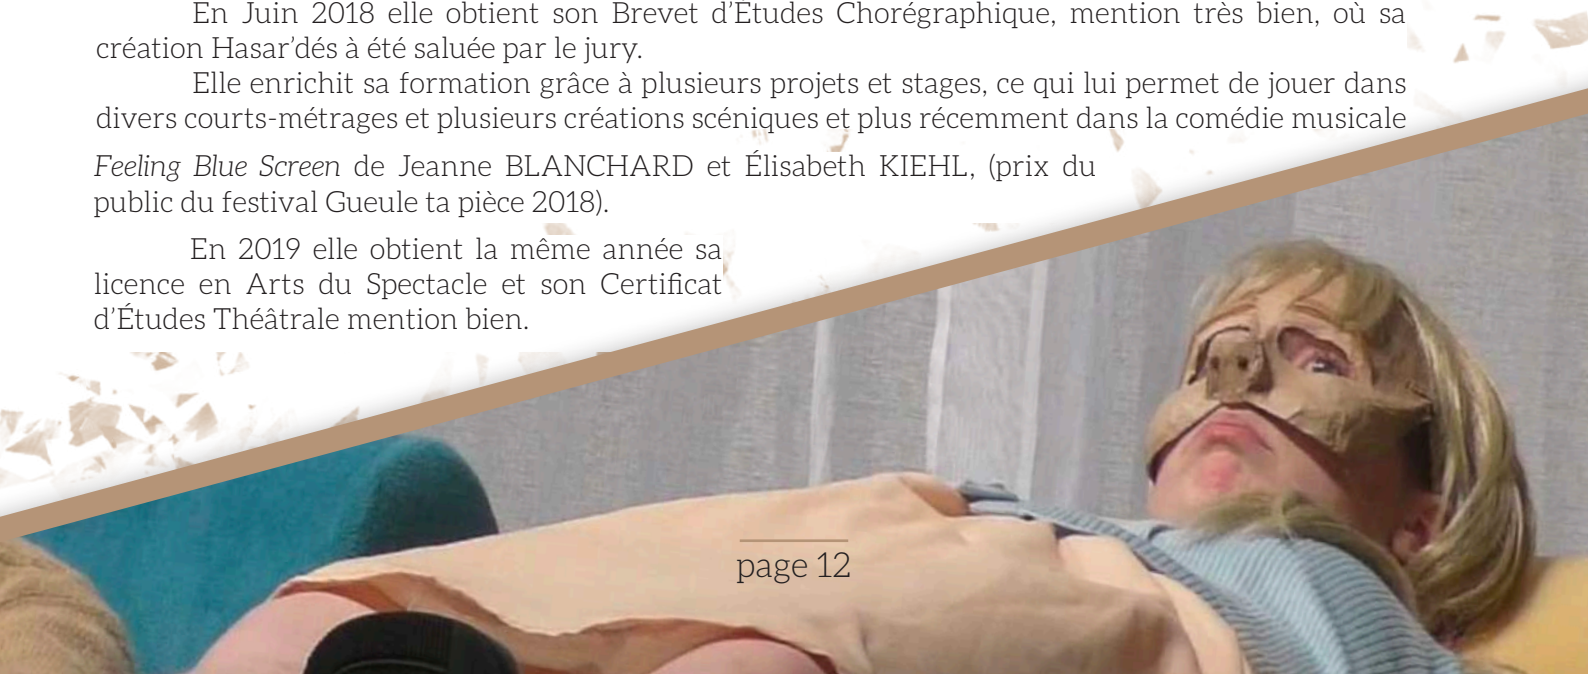 En Juin 2018 elle obtient son Brevet d’Études Chorégraphique, mention très bien, où sa
création Hasar’dés à été saluée par le jury.
Elle enrichit sa formation grâce à plusieurs projets et stages, ce qui lui permet de jouer dans
divers courts-métrages et plusieurs créations scéniques et plus récemment dans la comédie musicale
Feeling Blue Screen de Jeanne BLANCHARD et Élisabeth KIEHL, (prix du
public du festival Gueule ta pièce 2018).
En 2019 elle obtient la même année sa
licence en Arts du Spectacle et son Certificat
d’Études Théâtrale mention bien.
page 12